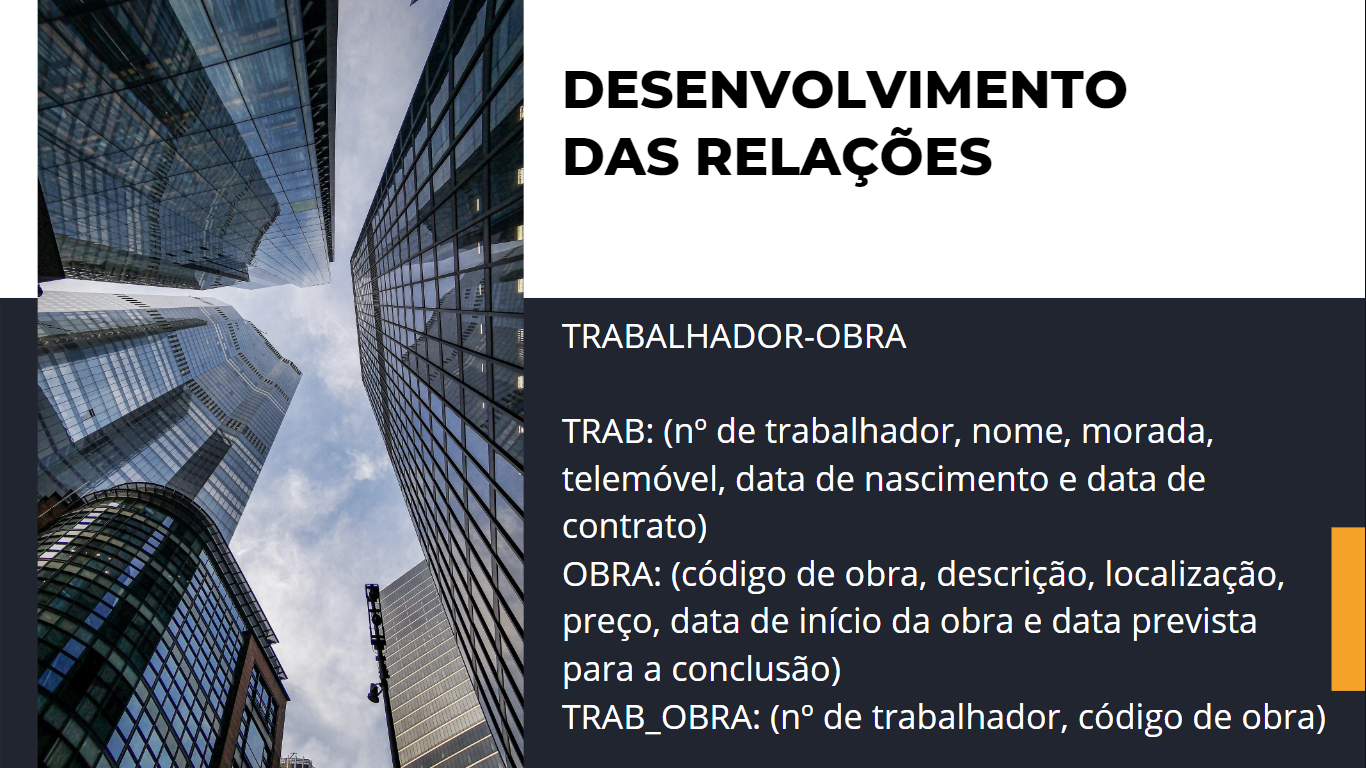 DESENVOLVIMENTO
DAS RELAÇÕES
TRABALHADOR-OBRA
TRAB: (nº de trabalhador, nome, morada,
telemóvel, data de nascimento e data de
contrato)
OBRA: (código de obra, descrição, localização,
preço, data de início da obra e data prevista
para a conclusão)
TRAB_OBRA: (nº de trabalhador, código de obra)